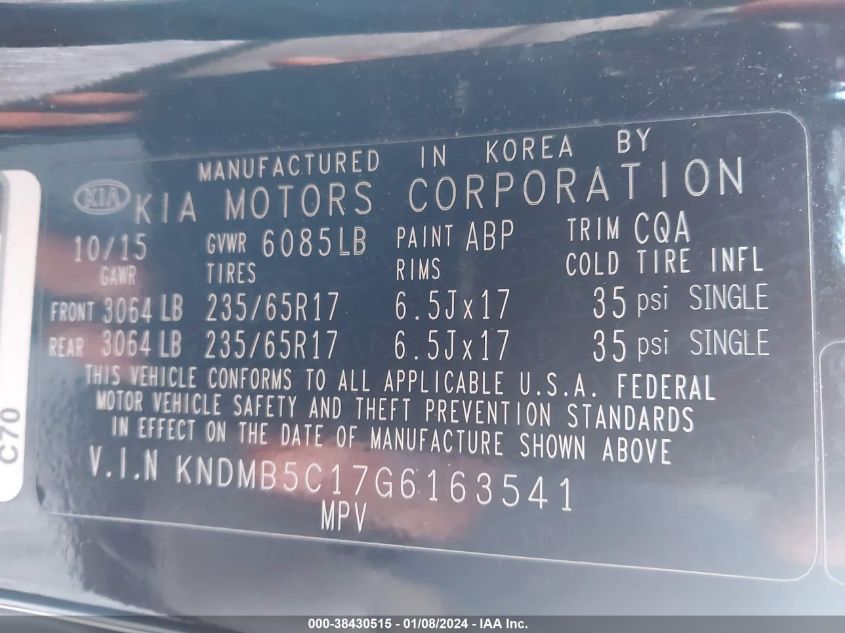 MANUFACTURED IN KOREA BY
KIA KIA MOTORS CORPORATION
10/15 GVWR 6085LB PAINT ABP TRIM CQA
GAWR TIRES RIMS COLD TIRE INFL
FRONT 3064 LB 235/65R17 6.5Jx17 35 psi SINGLE
REAR 3064 LB 235/65R17 6.5Jx17 35 psi SINGLE
THIS VEHICLE CONFORMS TO ALL APPLICABLE U.S.A. FEDERAL
MOTOR VEHICLE SAFETY AND THEFT PREVENTION STANDARDS
IN EFFECT ON THE DATE OF MANUFACTURE SHOWN ABOVE
V.I.N KNDMB5C17G6163541
MPV
C70
000-38430515 - 01/08/2024 - IAA Inc.